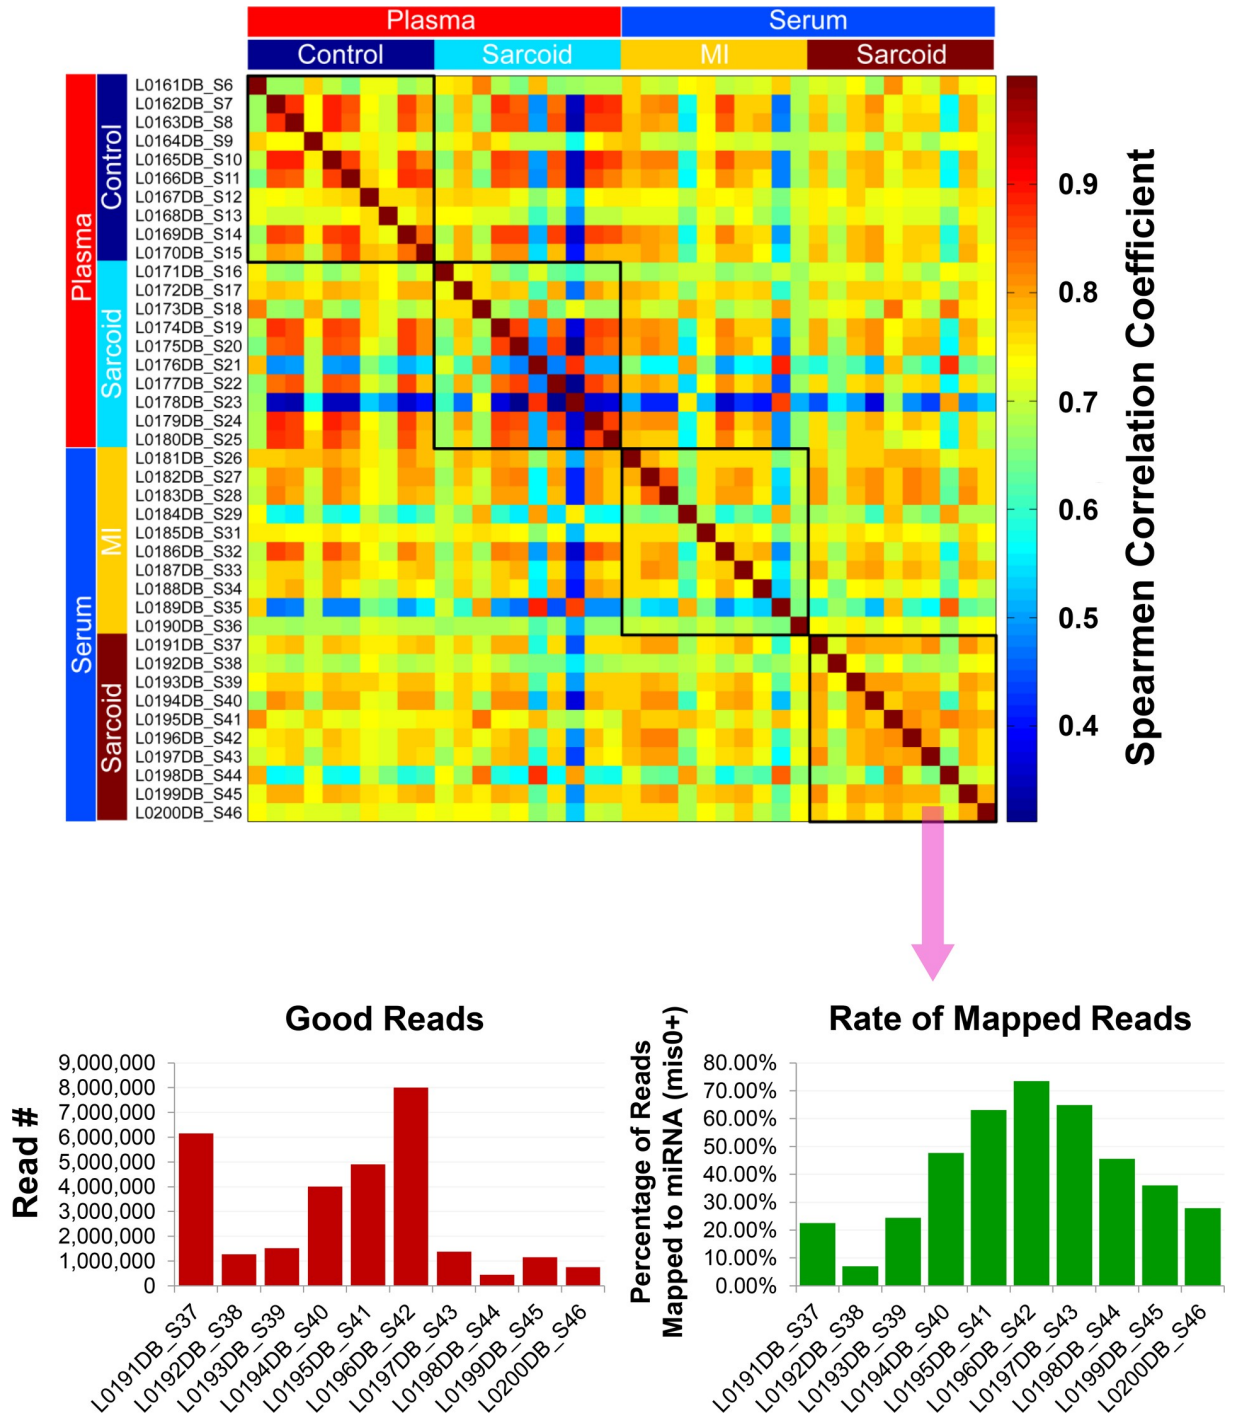 Plasma Serum
Control Sarcoid MI Sarcoid
Plasma
Serum
Control
Sarcoid
MI
Sarcoid
L0161DB_S6
L0162DB_S7
L0163DB_S8
L0164DB_S9
L0165DB_S10
L0166DB_S11
L0167DB_S12
L0168DB_S13
L0169DB_S14
L0170DB_S15
L0171DB_S16
L0172DB_S17
L0173DB_S18
L0174DB_S19
L0175DB_S20
L0176DB_S21
L0177DB_S22
L0178DB_S23
L0179DB_S24
L0180DB_S25
L0181DB_S26
L0182DB_S27
L0183DB_S28
L0184DB_S29
L0185DB_S31
L0186DB_S32
L0187DB_S33
L0188DB_S34
L0189DB_S35
L0190DB_S36
L0191DB_S37
L0192DB_S38
L0193DB_S39
L0194DB_S40
L0195DB_S41
L0196DB_S42
L0197DB_S43
L0198DB_S44
L0199DB_S45
L0200DB_S46
0.9
0.8
0.7
0.6
0.5
0.4
Spearmen Correlation Coefficient
Good Reads
Read #
9,000,000
8,000,000
7,000,000
6,000,000
5,000,000
4,000,000
3,000,000
2,000,000
1,000,000
0
L0191DB_S37
L0192DB_S38
L0193DB_S39
L0194DB_S40
L0195DB_S41
L0196DB_S42
L0197DB_S43
L0198DB_S44
L0199DB_S45
L0200DB_S46
Rate of Mapped Reads
Percentage of Reads
Mapped to miRNA (mis0+)
80.00%
70.00%
60.00%
50.00%
40.00%
30.00%
20.00%
10.00%
0.00%
L0191DB_S37
L0192DB_S38
L0193DB_S39
L0194DB_S40
L0195DB_S41
L0196DB_S42
L0197DB_S43
L0198DB_S44
L0199DB_S45
L0200DB_S46